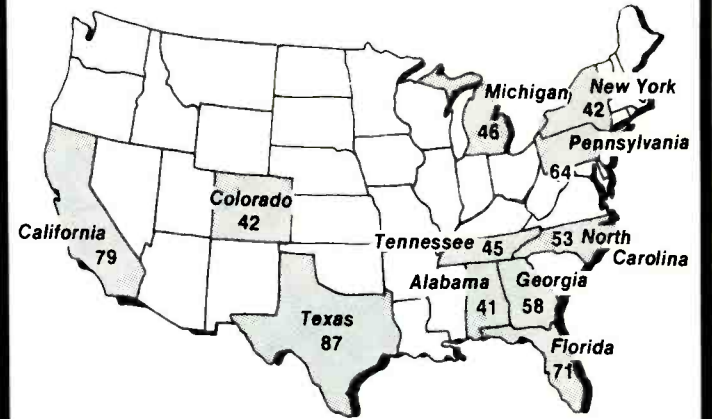 Michigan
46
New York
42
Pennsylvania
64
Colorado
42
California
79
Tennessee 45
53 North
Carolina
Alabama
41
Georgia
58
Texas
87
Florida
71